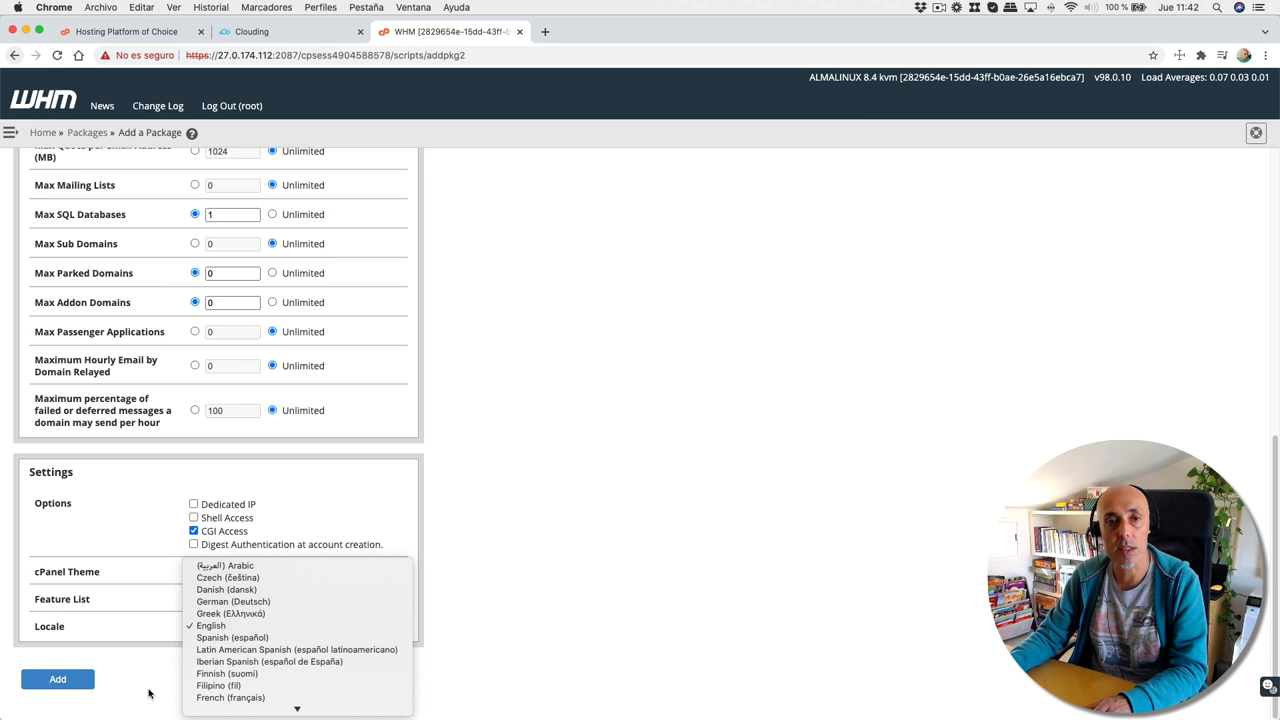 Chrome Archivo Editar Ver Historial Marcadores Perfiles Pestaña Ventana Ayuda 100 % Jue 11:42
Hosting Platform of Choice × Clouding × WHM [2829654e-15dd-43ff-b ×
No es seguro https://27.0.174.112:2087/cpsess4904588578/scripts/addpkg2
ALMALINUX 8.4 kvm [2829654e-15dd-43ff-b0ae-26e5a16ebca7] v98.0.10 Load Averages: 0.07 0.03 0.01
WHM News Change Log Log Out (root)
Home » Packages » Add a Package
(MB) 1024 Unlimited
Max Mailing Lists 0 Unlimited
Max SQL Databases 1 Unlimited
Max Sub Domains 0 Unlimited
Max Parked Domains 0 Unlimited
Max Addon Domains 0 Unlimited
Max Passenger Applications 0 Unlimited
Maximum Hourly Email by
Domain Relayed 0 Unlimited
Maximum percentage of
failed or deferred messages a 100 Unlimited
domain may send per hour
Settings
Options Dedicated IP
Shell Access
CGI Access
Digest Authentication at account creation.
cPanel Theme
Feature List
Locale
(العربية) Arabic
Czech (čeština)
Danish (dansk)
German (Deutsch)
Greek (Ελληνικά)
✓ English
Spanish (español)
Latin American Spanish (español latinoamericano)
Iberian Spanish (español de España)
Finnish (suomi)
Filipino (fil)
French (français)
Add